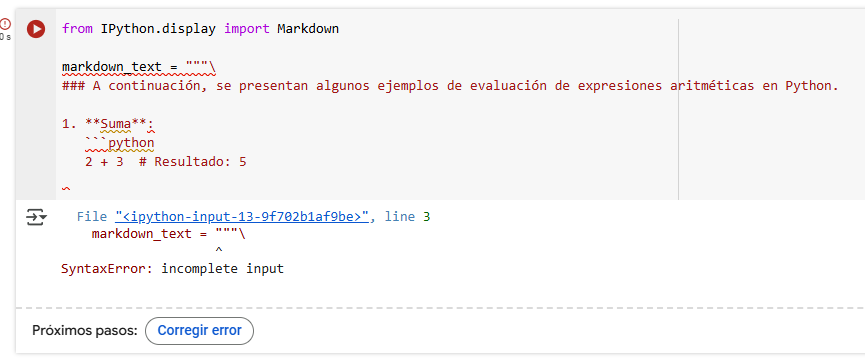 from IPython.display import Markdown
0 s
markdown_text = """\
### A continuación, se presentan algunos ejemplos de evaluación de expresiones aritméticas en Python.
1. **Suma**:
```python
2 + 3  # Resultado: 5
File "<ipython-input-13-9f702b1af9be>", line 3
markdown_text = """\
^
SyntaxError: incomplete input
Próximos pasos: Corregir error